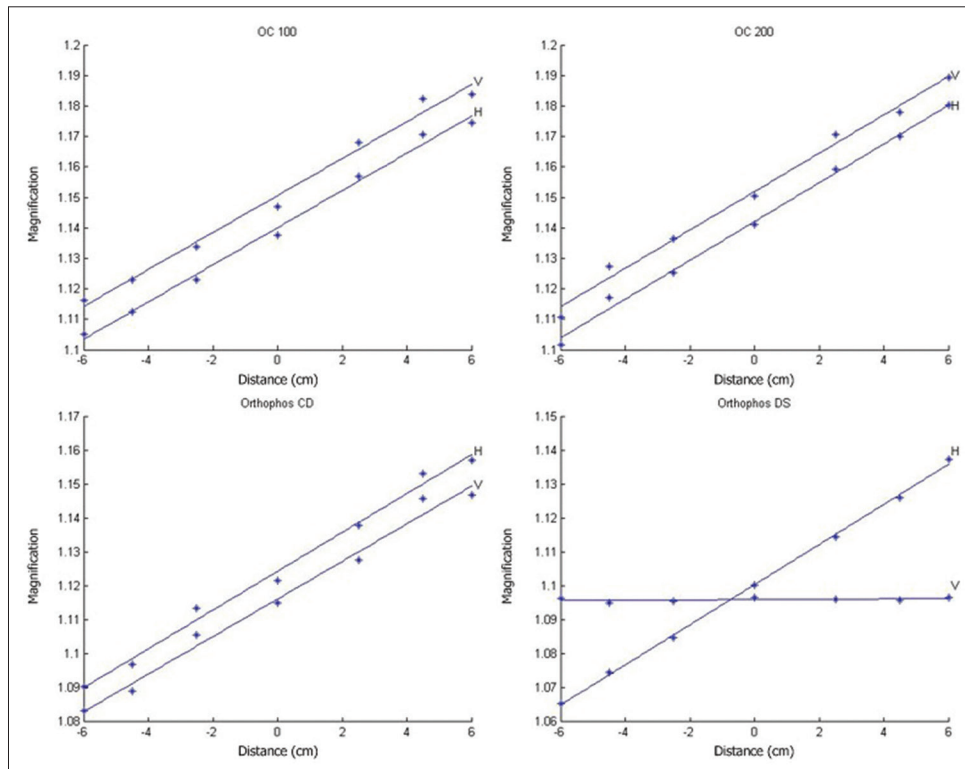 OC 100
1.2
1.19
1.18
1.17
1.16
1.15
1.14
1.13
1.12
1.11
1.1
Magnification
V
H
-6 -4 -2 0 2 4 6
Distance (cm)
OC 200
1.2
1.19
1.18
1.17
1.16
1.15
1.14
1.13
1.12
1.11
1.1
Magnification
V
H
-6 -4 -2 0 2 4 6
Distance (cm)
Orthophos CD
1.17
1.16
1.15
1.14
1.13
1.12
1.11
1.1
1.09
1.08
Magnification
H
V
-6 -4 -2 0 2 4 6
Distance (cm)
Orthophos DS
1.15
1.14
1.13
1.12
1.11
1.1
1.09
1.08
1.07
1.06
Magnification
H
V
-6 -4 -2 0 2 4 6
Distance (cm)